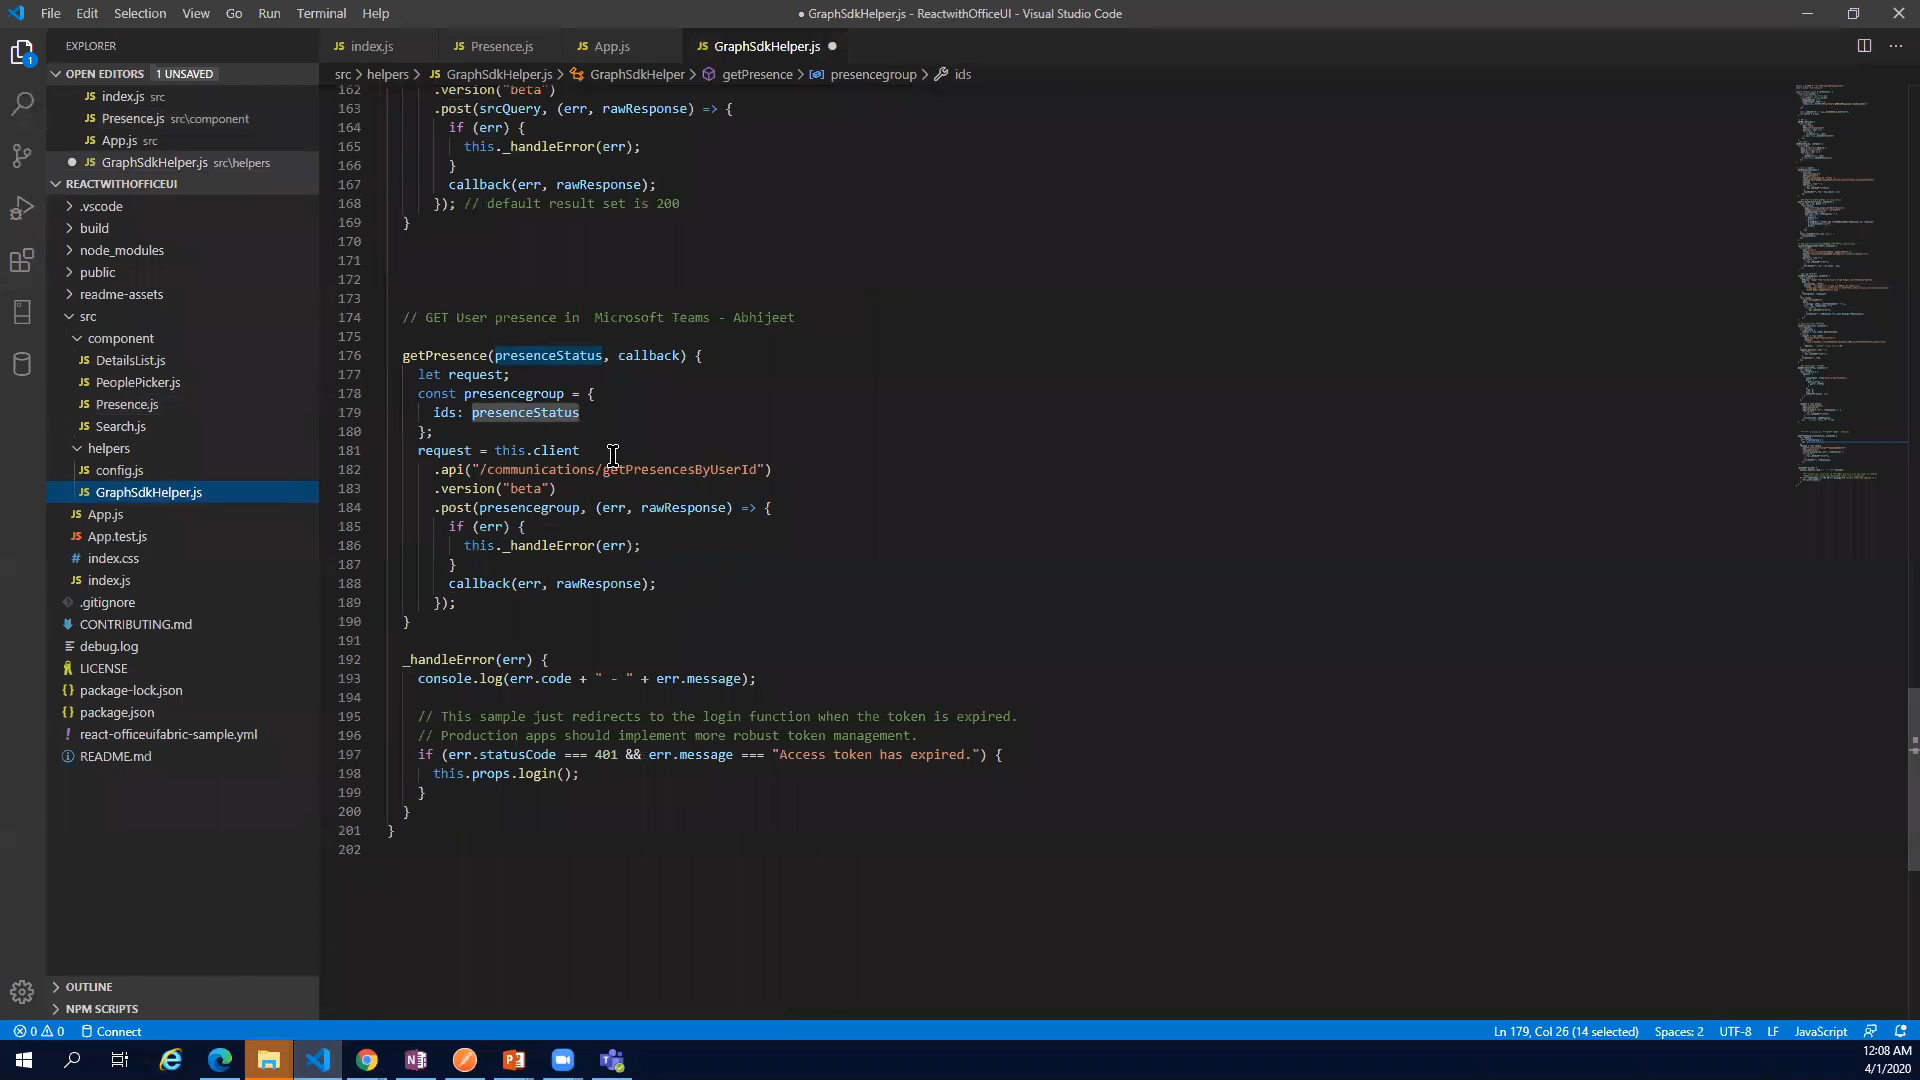 File Edit Selection View Go Run Terminal Help
● GraphSdkHelper.js - ReactwithOfficeUI - Visual Studio Code
EXPLORER
JS index.js
JS Presence.js
JS App.js
JS GraphSdkHelper.js ●
OPEN EDITORS 1 UNSAVED
src > helpers > JS GraphSdkHelper.js > GraphSdkHelper > getPresence > presencegroup > ids
JS index.js src
JS Presence.js src\component
JS App.js src
● JS GraphSdkHelper.js src\helpers
REACTWITHOFFICEUI
.vscode
build
node_modules
public
readme-assets
src
component
JS DetailsList.js
JS PeoplePicker.js
JS Presence.js
JS Search.js
helpers
JS config.js
JS GraphSdkHelper.js
JS App.js
JS App.test.js
# index.css
JS index.js
.gitignore
CONTRIBUTING.md
debug.log
LICENSE
{} package-lock.json
{} package.json
! react-officeuifabric-sample.yml
README.md
OUTLINE
NPM SCRIPTS
162 .version("beta")
163 .post(srcQuery, (err, rawResponse) => {
164 if (err) {
165 this._handleError(err);
166 }
167 callback(err, rawResponse);
168 }); // default result set is 200
169 }
170
171
172
173
174 // GET User presence in  Microsoft Teams - Abhijeet
175
176 getPresence(presenceStatus, callback) {
177 let request;
178 const presencegroup = {
179 ids: presenceStatus
180 };
181 request = this.client
182 .api("/communications/getPresencesByUserId")
183 .version("beta")
184 .post(presencegroup, (err, rawResponse) => {
185 if (err) {
186 this._handleError(err);
187 }
188 callback(err, rawResponse);
189 });
190 }
191
192 _handleError(err) {
193 console.log(err.code + " - " + err.message);
194
195 // This sample just redirects to the login function when the token is expired.
196 // Production apps should implement more robust token management.
197 if (err.statusCode === 401 && err.message === "Access token has expired.") {
198 this.props.login();
199 }
200 }
201 }
202
0 0 Connect
Ln 179, Col 26 (14 selected) Spaces: 2 UTF-8 LF JavaScript
12:08 AM
4/1/2020